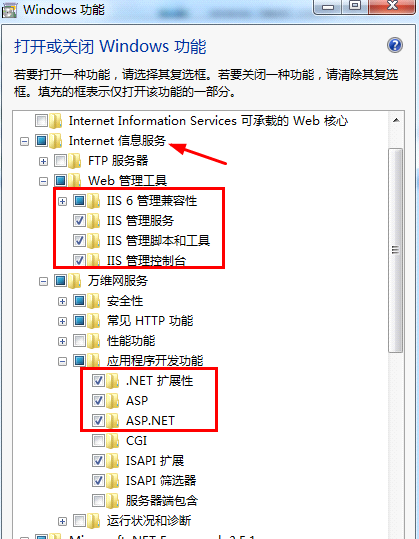 Windows 功能
打开或关闭 Windows 功能
若要打开一种功能，请选择其复选框。若要关闭一种功能，请清除其复选
框。填充的框表示仅打开该功能的一部分。
Internet Information Services 可承载的 Web 核心
Internet 信息服务
FTP 服务器
Web 管理工具
IIS 6 管理兼容性
IIS 管理服务
IIS 管理脚本和工具
IIS 管理控制台
万维网服务
安全性
常见 HTTP 功能
性能功能
应用程序开发功能
.NET 扩展性
ASP
ASP.NET
CGI
ISAPI 扩展
ISAPI 筛选器
服务器端包含
运行状况和诊断